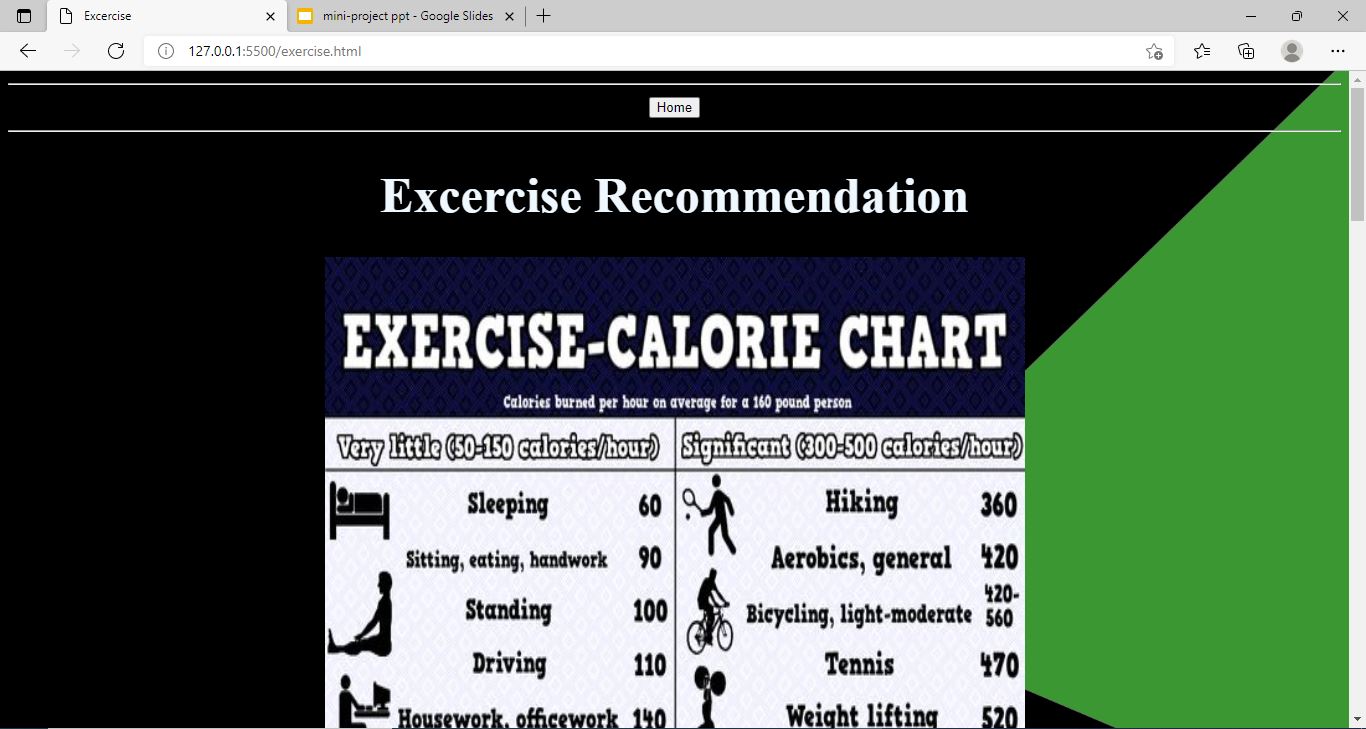 Excercise
mini-project ppt - Google Slides
127.0.0.1:5500/exercise.html
Home
Excercise Recommendation
EXERCISE-CALORIE CHART
Calories burned per hour on average for a 160 pound person
Very little (50-150 calories/hour)
Significant (300-500 calories/hour)
Sleeping 60
Hiking 360
Sitting, eating, handwork 90
Aerobics, general 420
Standing 100
Bicycling, light-moderate 420-
560
Driving 110
Tennis 470
Housework, officework 140
Weight lifting 520